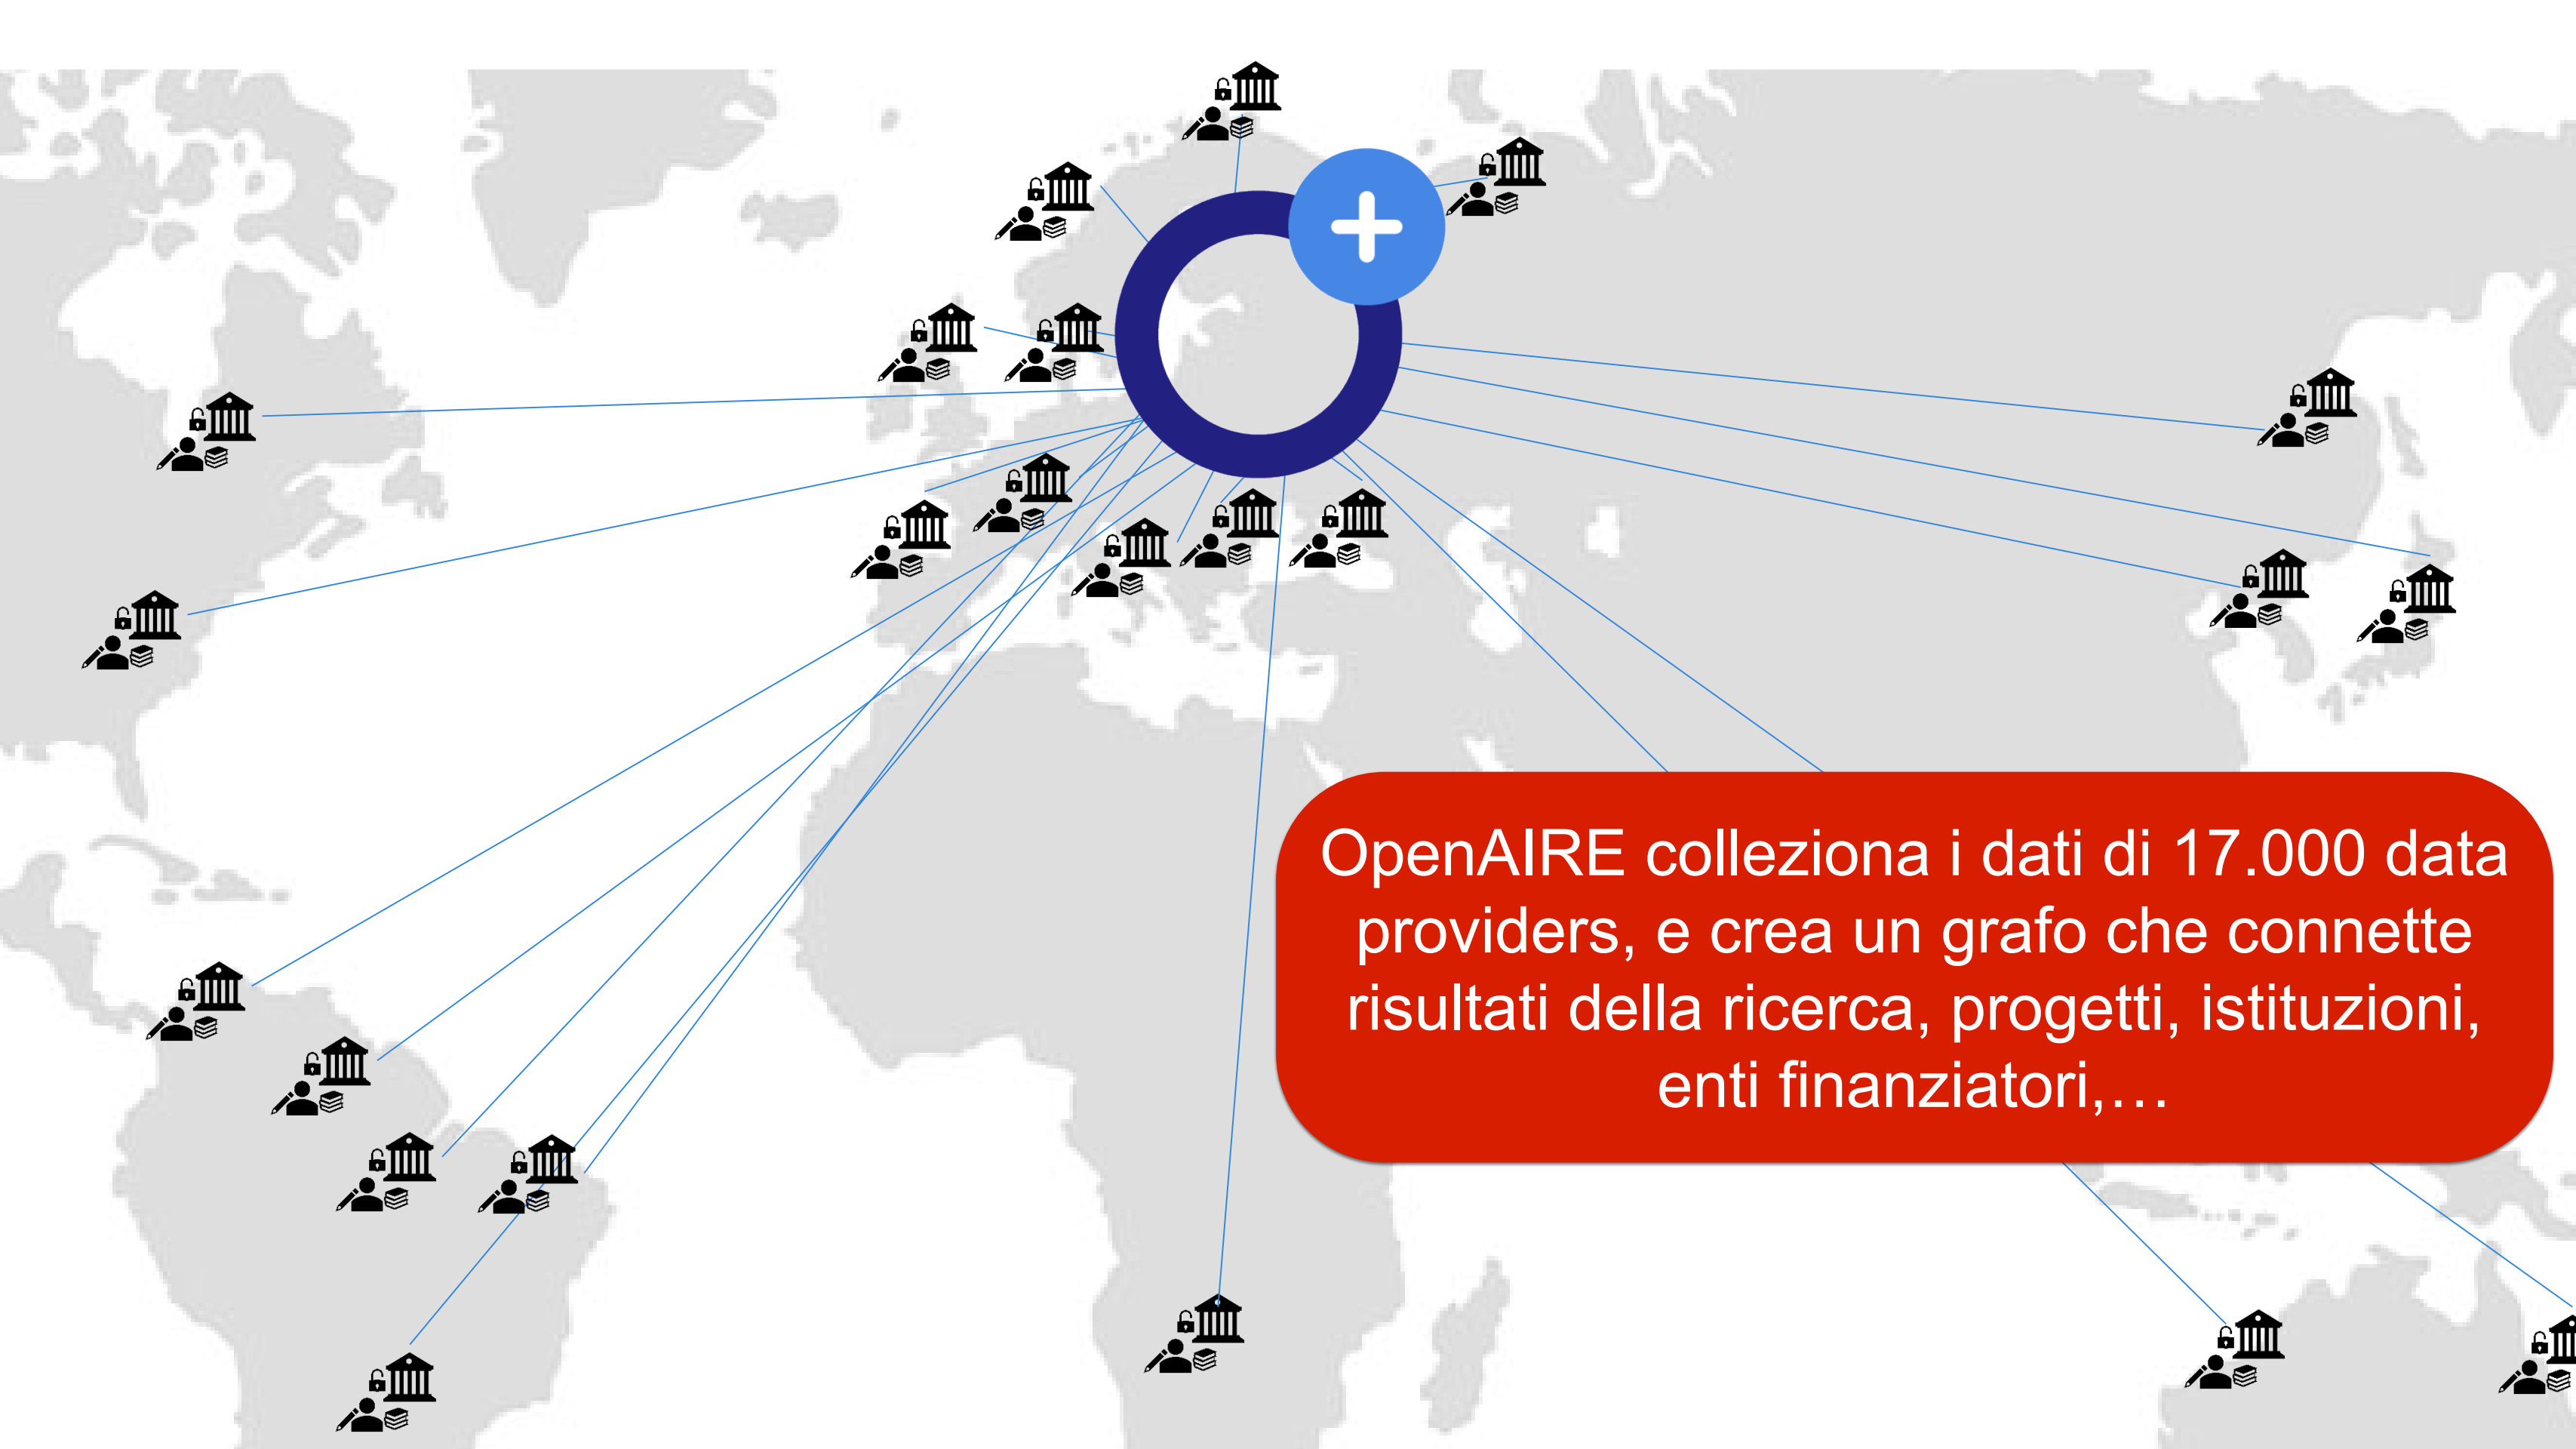 OpenAIRE colleziona i dati di 17.000 data
providers, e crea un grafo che connette
risultati della ricerca, progetti, istituzioni,
enti finanziatori,…